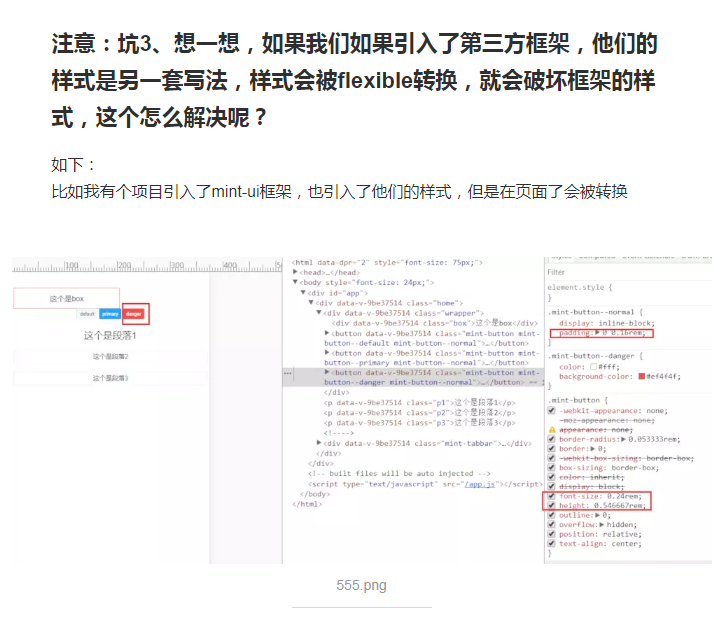 注意：坑3、想一想，如果我们如果引入了第三方框架，他们的
样式是另一套写法，样式会被flexible转换，就会破坏框架的样
式，这个怎么解决呢？
如下：
比如我有个项目引入了mint-ui框架，也引入了他们的样式，但是在页面了会被转换
100 200 300 400
这个是box
default primary danger
这个是段落1
这个是段落2
这个是段落3
<html data-dpr="2" style="font-size: 75px;">
▶<head>…</head>
▼<body style="font-size: 24px;">
▼<div id="app">
▼<div data-v-9be37514 class="home">
▼<div data-v-9be37514 class="wrapper">
<div data-v-9be37514 class="box">这个是box</div>
▶<button data-v-9be37514 class="mint-button mint-
button--default mint-button--normal">…</button>
▶<button data-v-9be37514 class="mint-button mint-
button--primary mint-button--normal">…</button>
▶<button data-v-9be37514 class="mint-button mint-
button--danger mint-button--normal">…</button> ==
</div>
<p data-v-9be37514 class="p1">这个是段落1</p>
<p data-v-9be37514 class="p2">这个是段落2</p>
<p data-v-9be37514 class="p3">这个是段落3</p>
<!---->
▶<div data-v-9be37514 class="mint-tabbar">…</div>
</div>
</div>
<!-- built files will be auto injected -->
<script type="text/javascript" src="/app.js"></script>
</body>
</html>
Filter
element.style {
}
.mint-button--normal {
display: inline-block;
padding:▶0 0.16rem;
}
.mint-button--danger {
color: #fff;
background-color: #ef4f4f;
}
.mint-button {
-webkit-appearance: none;
-moz-appearance: none;
appearance: none;
border-radius:▶0.053333rem;
border:▶0;
-webkit-box-sizing: border-box;
box-sizing: border-box;
color: inherit;
display: block;
font-size: 0.24rem;
height: 0.546667rem;
outline:▶0;
overflow:▶hidden;
position: relative;
text-align: center;
}
555.png